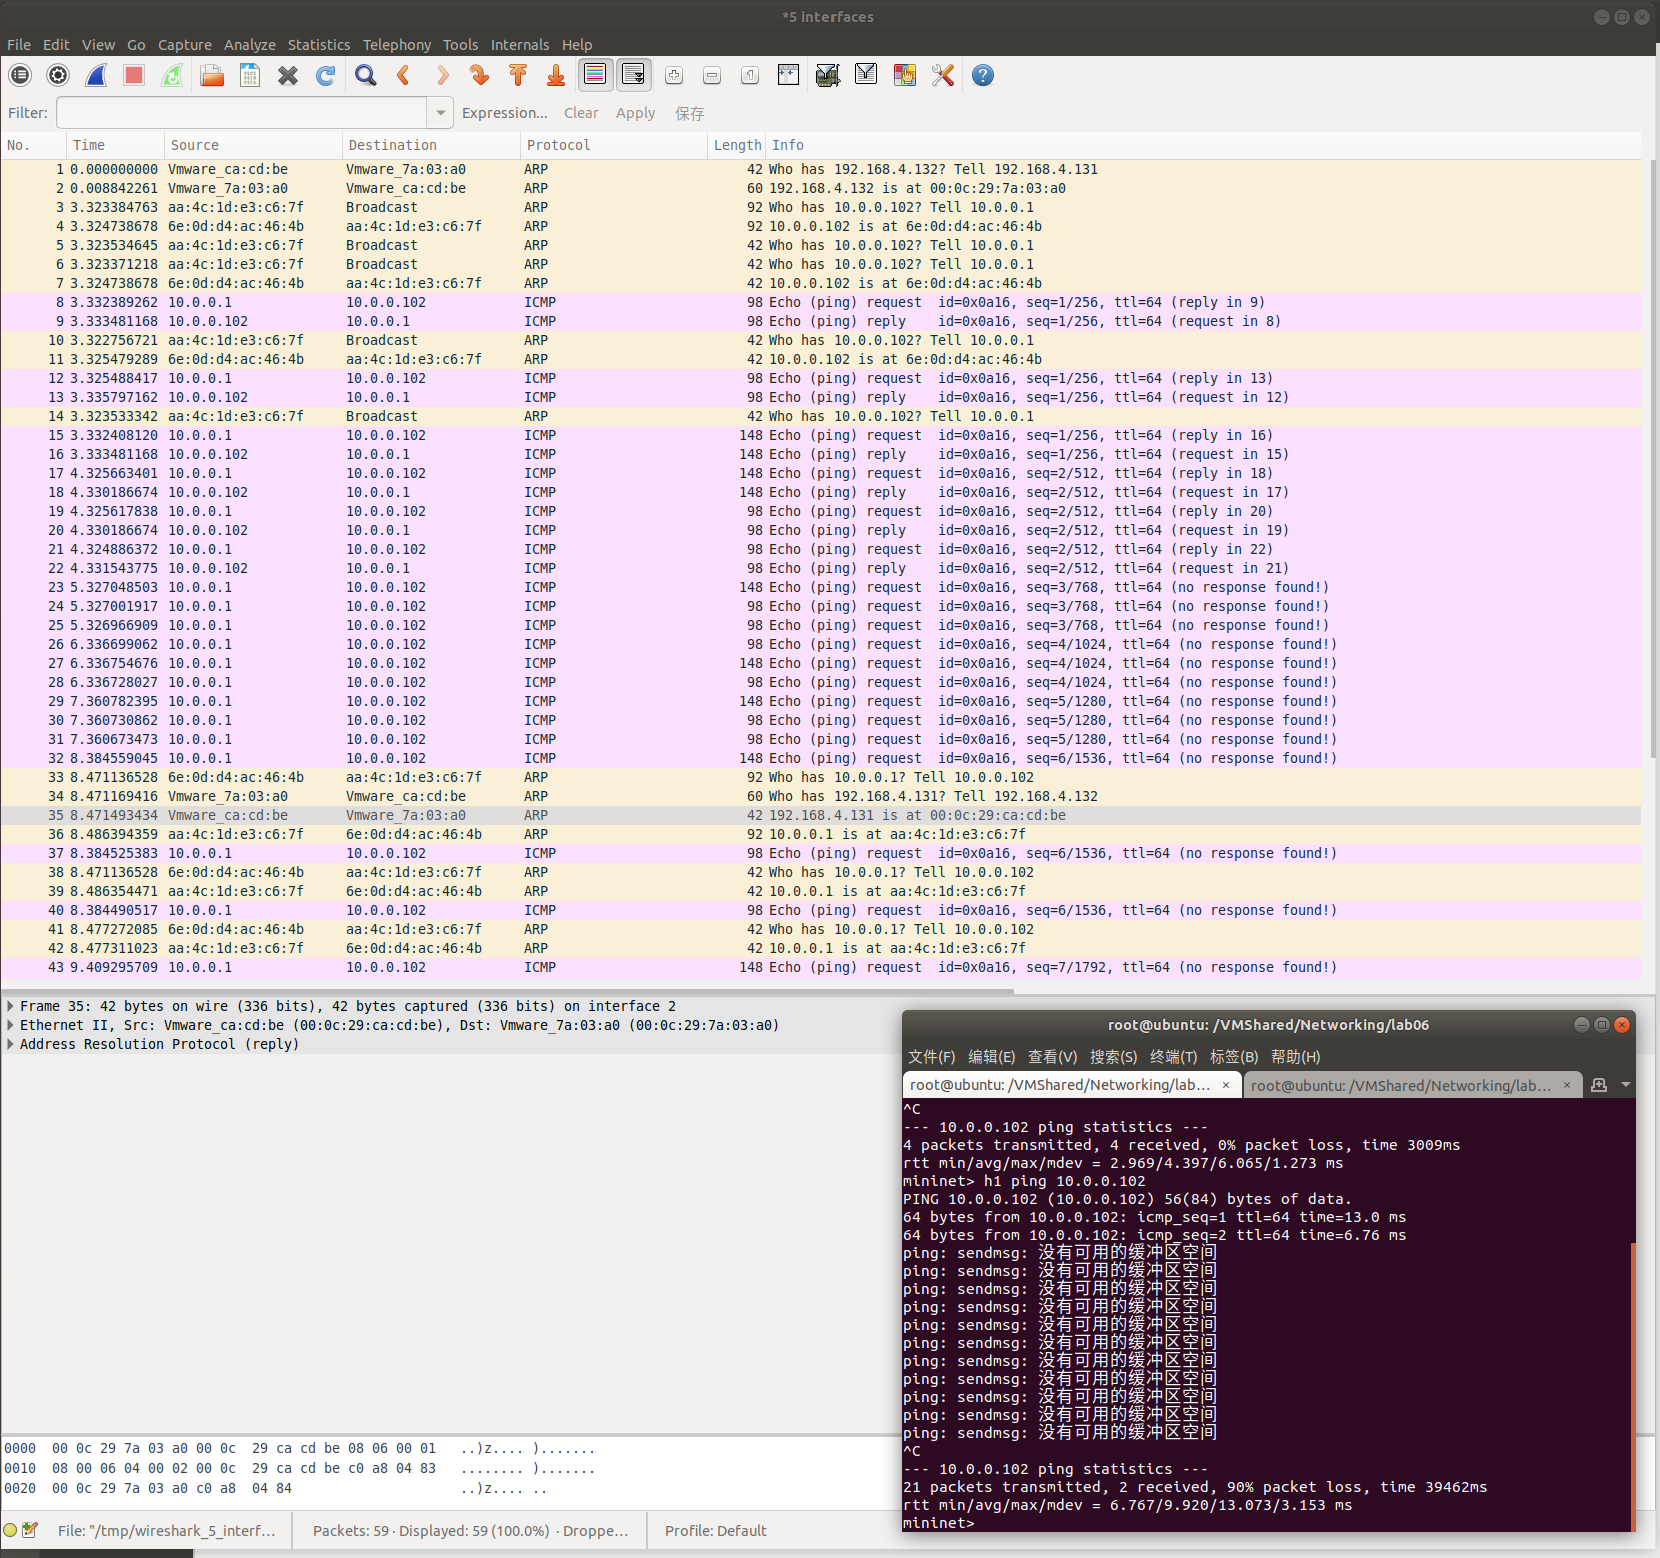 *5 interfaces
File Edit View Go Capture Analyze Statistics Telephony Tools Internals Help
Filter: Expression... Clear Apply 保存
No. Time Source Destination Protocol Length Info
1 0.000000000 Vmware_ca:cd:be Vmware_7a:03:a0 ARP 42 Who has 192.168.4.132? Tell 192.168.4.131
2 0.008842261 Vmware_7a:03:a0 Vmware_ca:cd:be ARP 60 192.168.4.132 is at 00:0c:29:7a:03:a0
3 3.323384763 aa:4c:1d:e3:c6:7f Broadcast ARP 92 Who has 10.0.0.102? Tell 10.0.0.1
4 3.324738678 6e:0d:d4:ac:46:4b aa:4c:1d:e3:c6:7f ARP 92 10.0.0.102 is at 6e:0d:d4:ac:46:4b
5 3.323534645 aa:4c:1d:e3:c6:7f Broadcast ARP 42 Who has 10.0.0.102? Tell 10.0.0.1
6 3.323371218 aa:4c:1d:e3:c6:7f Broadcast ARP 42 Who has 10.0.0.102? Tell 10.0.0.1
7 3.324738678 6e:0d:d4:ac:46:4b aa:4c:1d:e3:c6:7f ARP 42 10.0.0.102 is at 6e:0d:d4:ac:46:4b
8 3.332389262 10.0.0.1 10.0.0.102 ICMP 98 Echo (ping) request id=0x0a16, seq=1/256, ttl=64 (reply in 9)
9 3.333481168 10.0.0.102 10.0.0.1 ICMP 98 Echo (ping) reply id=0x0a16, seq=1/256, ttl=64 (request in 8)
10 3.322756721 aa:4c:1d:e3:c6:7f Broadcast ARP 42 Who has 10.0.0.102? Tell 10.0.0.1
11 3.325479289 6e:0d:d4:ac:46:4b aa:4c:1d:e3:c6:7f ARP 42 10.0.0.102 is at 6e:0d:d4:ac:46:4b
12 3.325488417 10.0.0.1 10.0.0.102 ICMP 98 Echo (ping) request id=0x0a16, seq=1/256, ttl=64 (reply in 13)
13 3.335797162 10.0.0.102 10.0.0.1 ICMP 98 Echo (ping) reply id=0x0a16, seq=1/256, ttl=64 (request in 12)
14 3.323533342 aa:4c:1d:e3:c6:7f Broadcast ARP 42 Who has 10.0.0.102? Tell 10.0.0.1
15 3.332408120 10.0.0.1 10.0.0.102 ICMP 148 Echo (ping) request id=0x0a16, seq=1/256, ttl=64 (reply in 16)
16 3.333481168 10.0.0.102 10.0.0.1 ICMP 148 Echo (ping) reply id=0x0a16, seq=1/256, ttl=64 (request in 15)
17 4.325663401 10.0.0.1 10.0.0.102 ICMP 148 Echo (ping) request id=0x0a16, seq=2/512, ttl=64 (reply in 18)
18 4.330186674 10.0.0.102 10.0.0.1 ICMP 148 Echo (ping) reply id=0x0a16, seq=2/512, ttl=64 (request in 17)
19 4.325617838 10.0.0.1 10.0.0.102 ICMP 98 Echo (ping) request id=0x0a16, seq=2/512, ttl=64 (reply in 20)
20 4.330186674 10.0.0.102 10.0.0.1 ICMP 98 Echo (ping) reply id=0x0a16, seq=2/512, ttl=64 (request in 19)
21 4.324886372 10.0.0.1 10.0.0.102 ICMP 98 Echo (ping) request id=0x0a16, seq=2/512, ttl=64 (reply in 22)
22 4.331543775 10.0.0.102 10.0.0.1 ICMP 98 Echo (ping) reply id=0x0a16, seq=2/512, ttl=64 (request in 21)
23 5.327048503 10.0.0.1 10.0.0.102 ICMP 148 Echo (ping) request id=0x0a16, seq=3/768, ttl=64 (no response found!)
24 5.327001917 10.0.0.1 10.0.0.102 ICMP 98 Echo (ping) request id=0x0a16, seq=3/768, ttl=64 (no response found!)
25 5.326966909 10.0.0.1 10.0.0.102 ICMP 98 Echo (ping) request id=0x0a16, seq=3/768, ttl=64 (no response found!)
26 6.336699062 10.0.0.1 10.0.0.102 ICMP 98 Echo (ping) request id=0x0a16, seq=4/1024, ttl=64 (no response found!)
27 6.336754676 10.0.0.1 10.0.0.102 ICMP 148 Echo (ping) request id=0x0a16, seq=4/1024, ttl=64 (no response found!)
28 6.336728027 10.0.0.1 10.0.0.102 ICMP 98 Echo (ping) request id=0x0a16, seq=4/1024, ttl=64 (no response found!)
29 7.360782395 10.0.0.1 10.0.0.102 ICMP 148 Echo (ping) request id=0x0a16, seq=5/1280, ttl=64 (no response found!)
30 7.360730862 10.0.0.1 10.0.0.102 ICMP 98 Echo (ping) request id=0x0a16, seq=5/1280, ttl=64 (no response found!)
31 7.360673473 10.0.0.1 10.0.0.102 ICMP 98 Echo (ping) request id=0x0a16, seq=5/1280, ttl=64 (no response found!)
32 8.384559045 10.0.0.1 10.0.0.102 ICMP 148 Echo (ping) request id=0x0a16, seq=6/1536, ttl=64 (no response found!)
33 8.471136528 6e:0d:d4:ac:46:4b aa:4c:1d:e3:c6:7f ARP 92 Who has 10.0.0.1? Tell 10.0.0.102
34 8.471169416 Vmware_7a:03:a0 Vmware_ca:cd:be ARP 60 Who has 192.168.4.131? Tell 192.168.4.132
35 8.471493434 Vmware_ca:cd:be Vmware_7a:03:a0 ARP 42 192.168.4.131 is at 00:0c:29:ca:cd:be
36 8.486394359 aa:4c:1d:e3:c6:7f 6e:0d:d4:ac:46:4b ARP 92 10.0.0.1 is at aa:4c:1d:e3:c6:7f
37 8.384525383 10.0.0.1 10.0.0.102 ICMP 98 Echo (ping) request id=0x0a16, seq=6/1536, ttl=64 (no response found!)
38 8.471136528 6e:0d:d4:ac:46:4b aa:4c:1d:e3:c6:7f ARP 42 Who has 10.0.0.1? Tell 10.0.0.102
39 8.486354471 aa:4c:1d:e3:c6:7f 6e:0d:d4:ac:46:4b ARP 42 10.0.0.1 is at aa:4c:1d:e3:c6:7f
40 8.384490517 10.0.0.1 10.0.0.102 ICMP 98 Echo (ping) request id=0x0a16, seq=6/1536, ttl=64 (no response found!)
41 8.477272085 6e:0d:d4:ac:46:4b aa:4c:1d:e3:c6:7f ARP 42 Who has 10.0.0.1? Tell 10.0.0.102
42 8.477311023 aa:4c:1d:e3:c6:7f 6e:0d:d4:ac:46:4b ARP 42 10.0.0.1 is at aa:4c:1d:e3:c6:7f
43 9.409295709 10.0.0.1 10.0.0.102 ICMP 148 Echo (ping) request id=0x0a16, seq=7/1792, ttl=64 (no response found!)
Frame 35: 42 bytes on wire (336 bits), 42 bytes captured (336 bits) on interface 2
Ethernet II, Src: Vmware_ca:cd:be (00:0c:29:ca:cd:be), Dst: Vmware_7a:03:a0 (00:0c:29:7a:03:a0)
Address Resolution Protocol (reply)
root@ubuntu: /VMShared/Networking/lab06
文件(F) 编辑(E) 查看(V) 搜索(S) 终端(T) 标签(B) 帮助(H)
root@ubuntu: /VMShared/Networking/lab... × root@ubuntu: /VMShared/Networking/lab... ×
^C
--- 10.0.0.102 ping statistics ---
4 packets transmitted, 4 received, 0% packet loss, time 3009ms
rtt min/avg/max/mdev = 2.969/4.397/6.065/1.273 ms
mininet> h1 ping 10.0.0.102
PING 10.0.0.102 (10.0.0.102) 56(84) bytes of data.
64 bytes from 10.0.0.102: icmp_seq=1 ttl=64 time=13.0 ms
64 bytes from 10.0.0.102: icmp_seq=2 ttl=64 time=6.76 ms
ping: sendmsg: 没有可用的缓冲区空间
ping: sendmsg: 没有可用的缓冲区空间
ping: sendmsg: 没有可用的缓冲区空间
ping: sendmsg: 没有可用的缓冲区空间
ping: sendmsg: 没有可用的缓冲区空间
ping: sendmsg: 没有可用的缓冲区空间
ping: sendmsg: 没有可用的缓冲区空间
ping: sendmsg: 没有可用的缓冲区空间
ping: sendmsg: 没有可用的缓冲区空间
ping: sendmsg: 没有可用的缓冲区空间
ping: sendmsg: 没有可用的缓冲区空间
^C
--- 10.0.0.102 ping statistics ---
21 packets transmitted, 2 received, 90% packet loss, time 39462ms
rtt min/avg/max/mdev = 6.767/9.920/13.073/3.153 ms
mininet>
0000 00 0c 29 7a 03 a0 00 0c 29 ca cd be 08 06 00 01 ..)z.... ).......
0010 08 00 06 04 00 02 00 0c 29 ca cd be c0 a8 04 83 ........ ).......
0020 00 0c 29 7a 03 a0 c0 a8 04 84 ..)z.... ..
File: "/tmp/wireshark_5_interf... Packets: 59 · Displayed: 59 (100.0%) · Droppe... Profile: Default